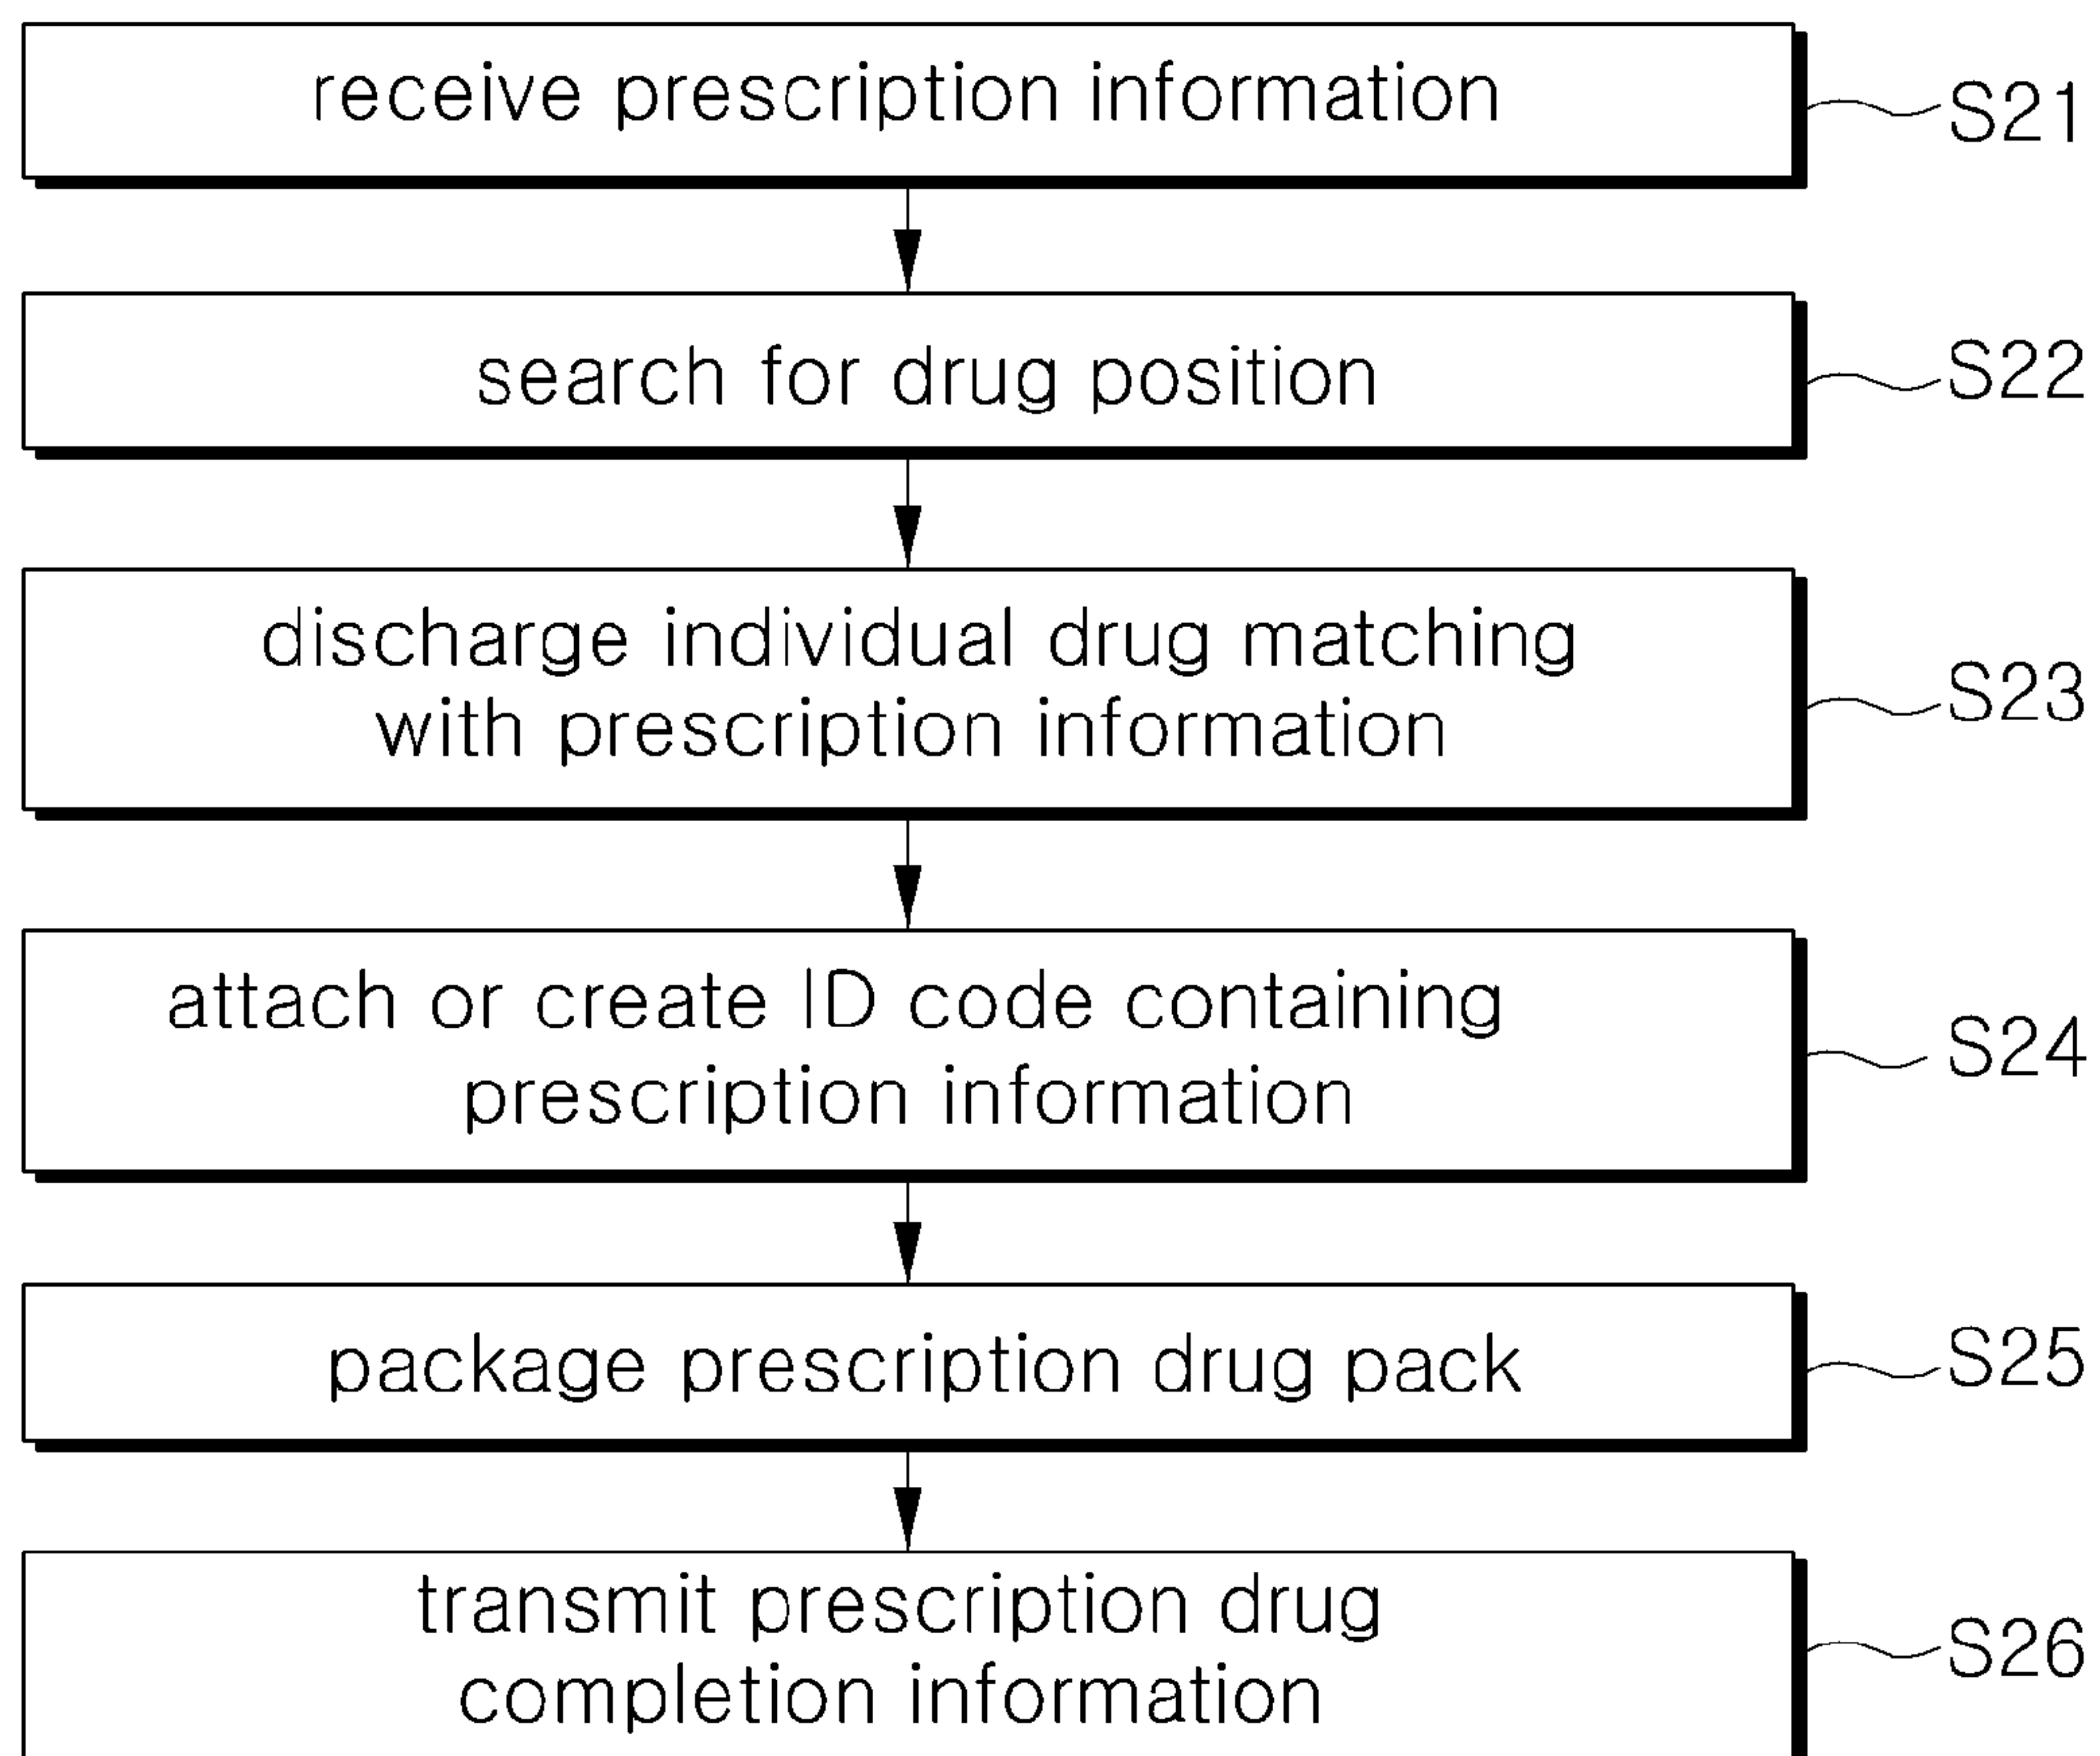 receive prescription information
S21
search for drug position
S22
discharge individual drug matching
with prescription information
S23
attach or create ID code containing
prescription information
S24
package prescription drug pack
S25
transmit prescription drug
completion information
S26